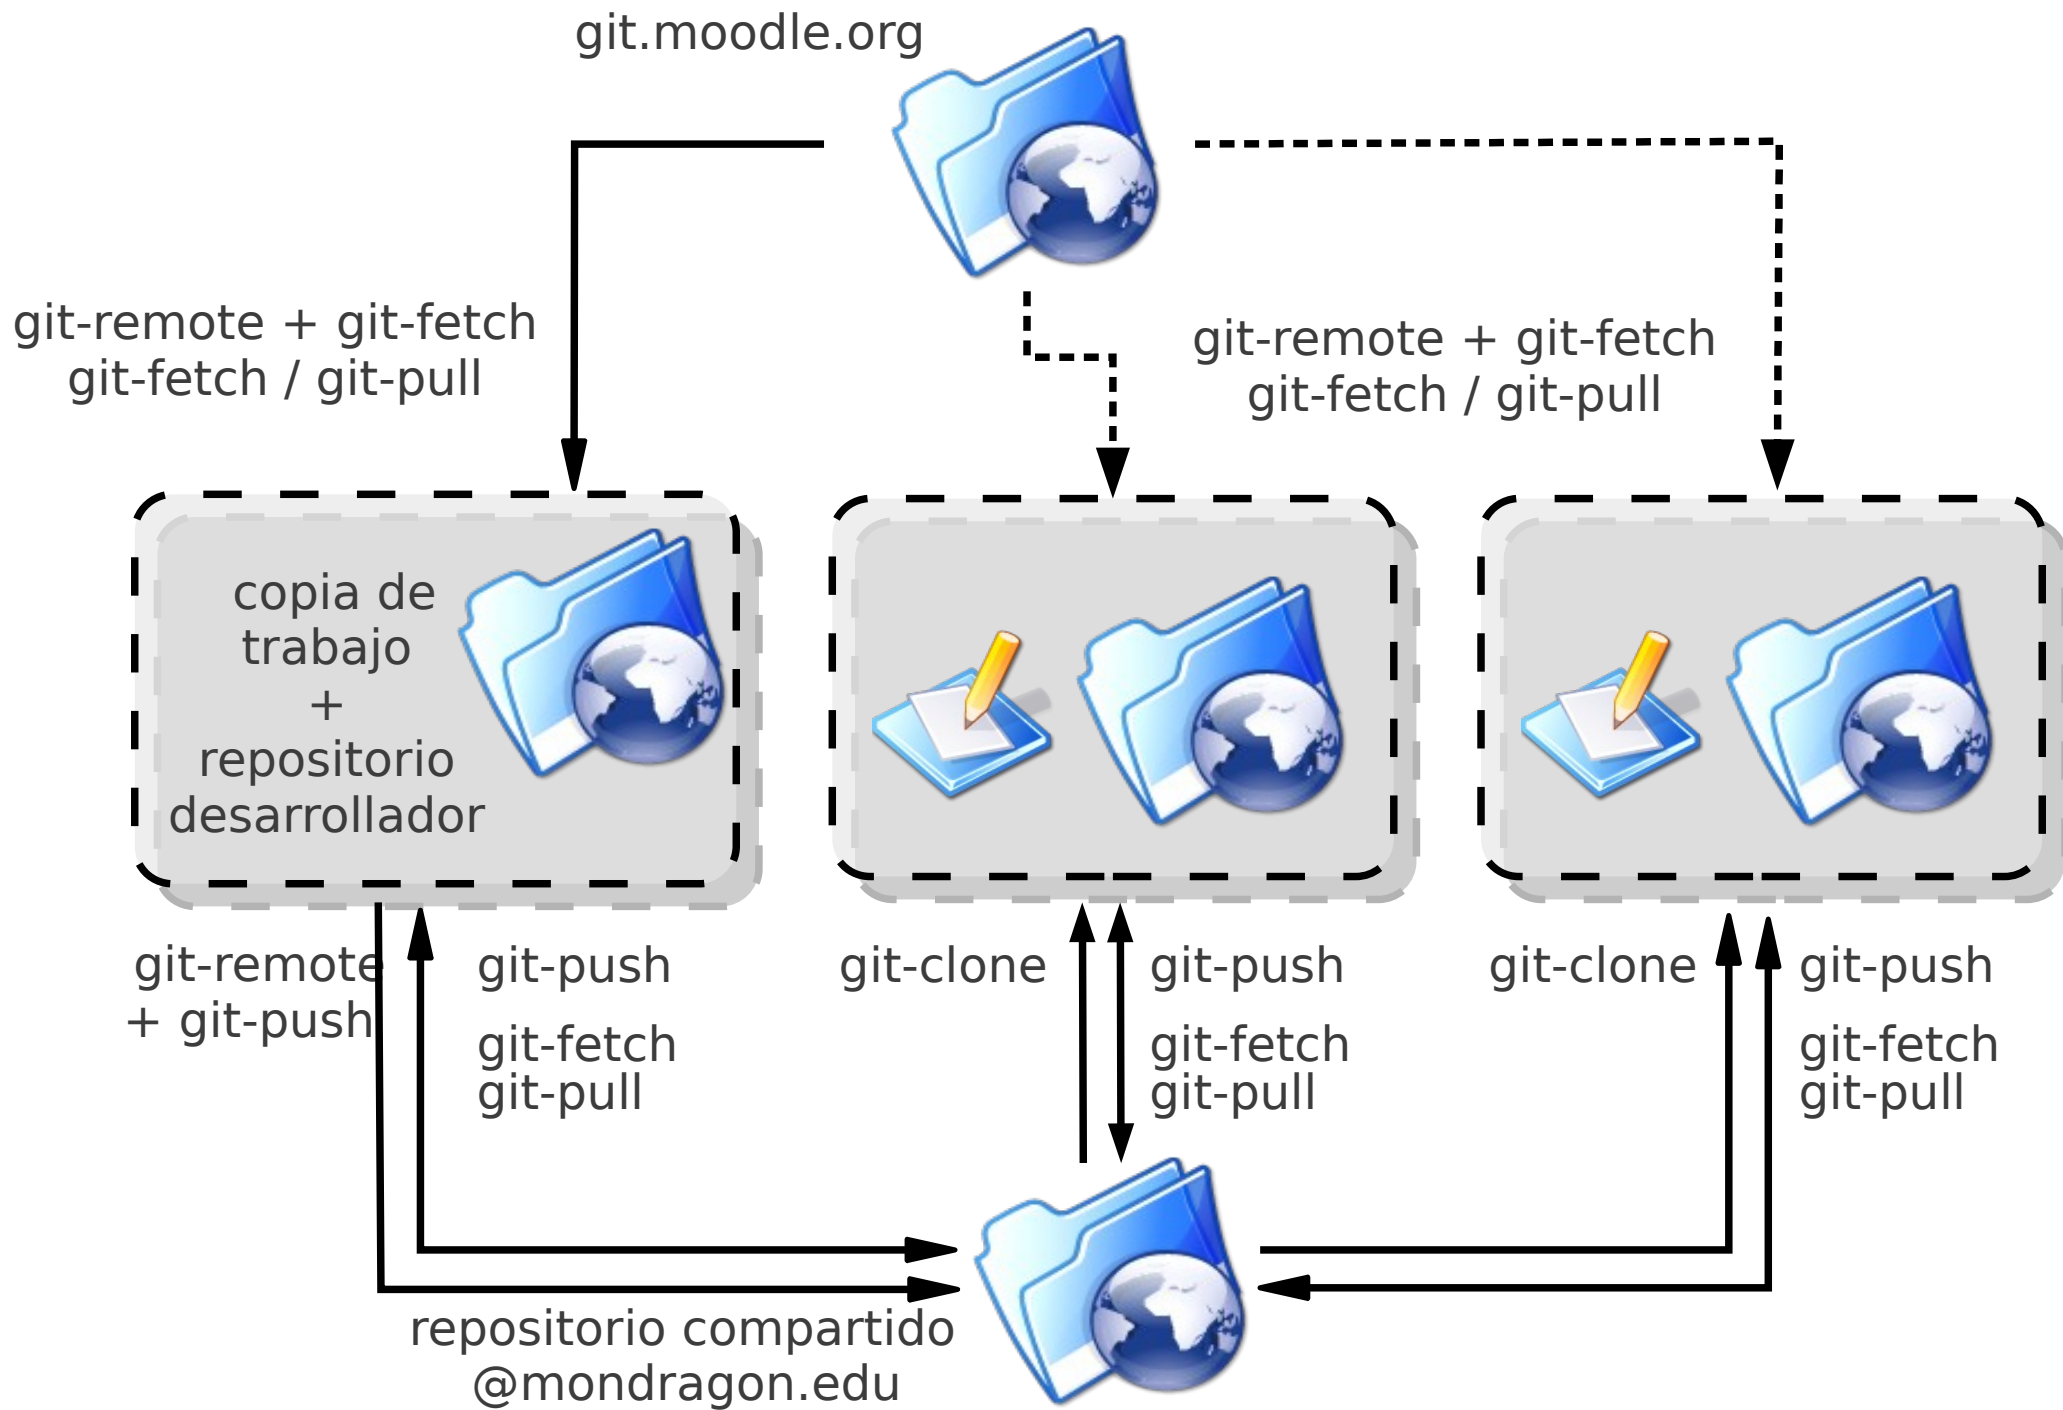 git.moodle.org
git-remote + git-fetch
git-fetch / git-pull
git-remote + git-fetch
git-fetch / git-pull
copia de
trabajo
+
repositorio
desarrollador
git-remote
+ git-push
git-push
git-fetch
git-pull
git-clone
git-push
git-fetch
git-pull
git-clone
git-push
git-fetch
git-pull
repositorio compartido
@mondragon.edu